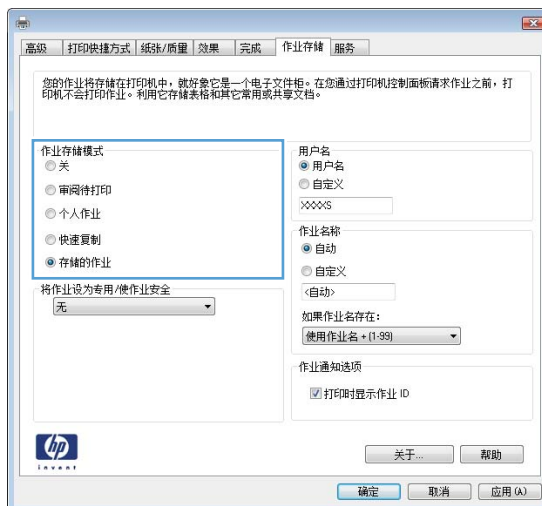 高级 打印快捷方式 纸张/质量 效果 完成 作业存储 服务
您的作业将存储在打印机中，就好象它是一个电子文件柜。在您通过打印机控制面板请求作业之前，打
印机不会打印作业。利用它存储表格和其它常用或共享文档。
作业存储模式
关
审阅待打印
个人作业
快速复制
存储的作业
将作业设为专用/使作业安全
无
用户名
用户名
自定义
XXXXS
作业名称
自动
自定义
<自动>
如果作业名存在：
使用作业名 + (1-99)
作业通知选项
打印时显示作业 ID
hp
invent
关于... 帮助
确定 取消 应用 (A)